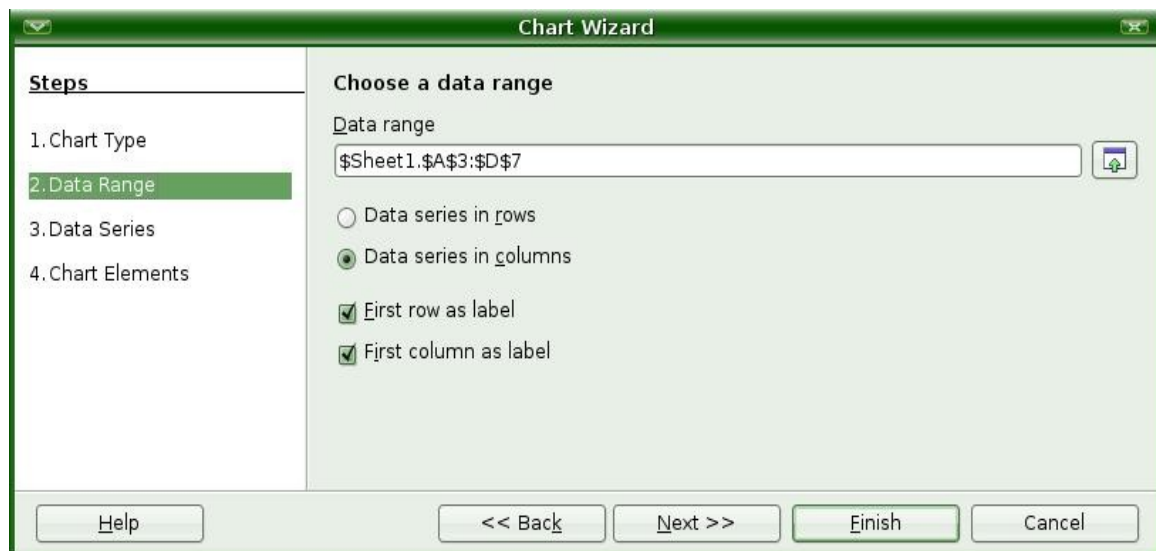 Chart Wizard
Steps
1. Chart Type
2. Data Range
3. Data Series
4. Chart Elements
Choose a data range
Data range
$Sheet1.$A$3:$D$7
Data series in rows
Data series in columns
First row as label
First column as label
Help
<< Back
Next >>
Finish
Cancel